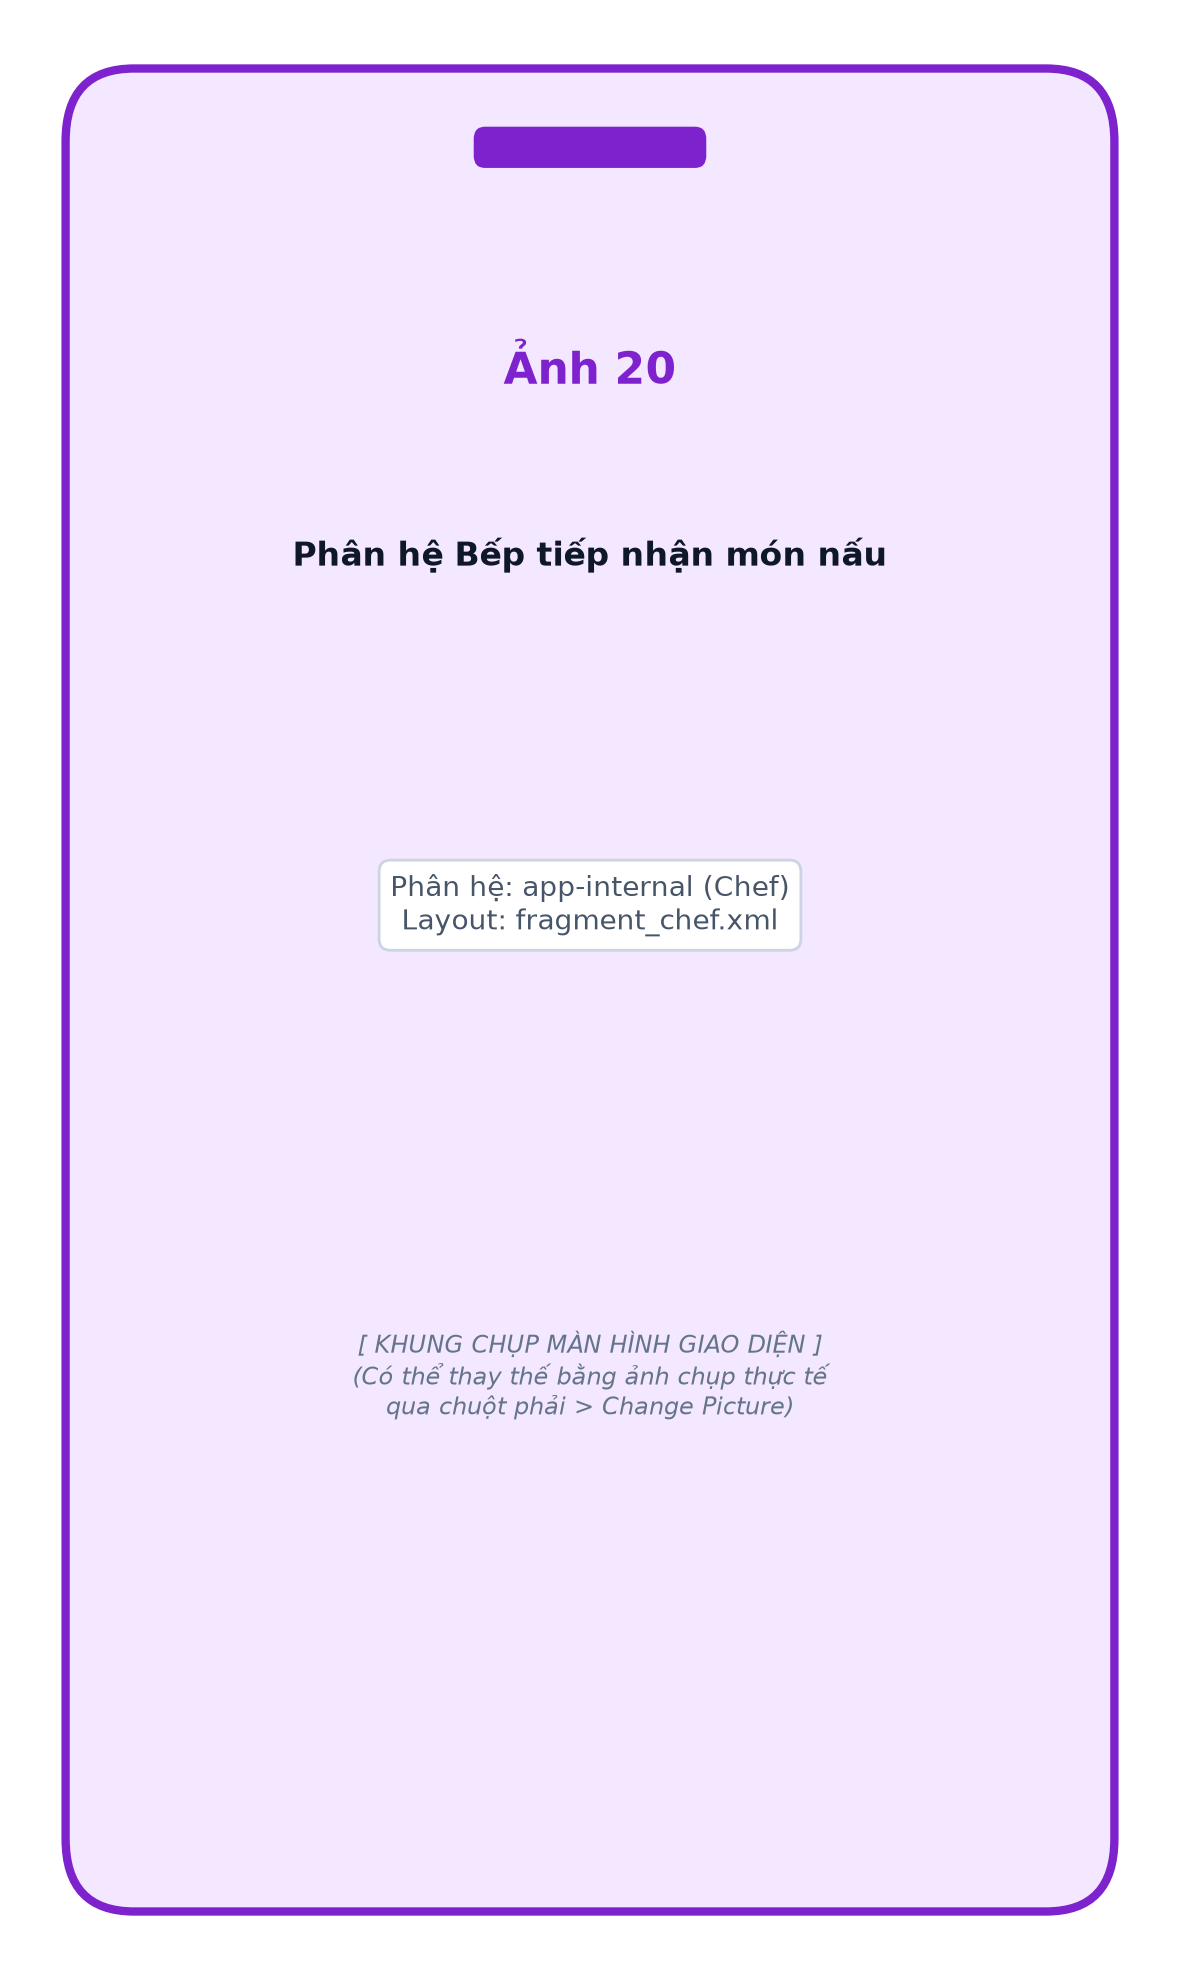 Ảnh 20
Phân hệ Bếp tiếp nhận món nấu
Phân hệ: app-internal (Chef)
Layout: fragment_chef.xml
[ KHUNG CHỤP MÀN HÌNH GIAO DIỆN ]
(Có thể thay thế bằng ảnh chụp thực tế
qua chuột phải > Change Picture)